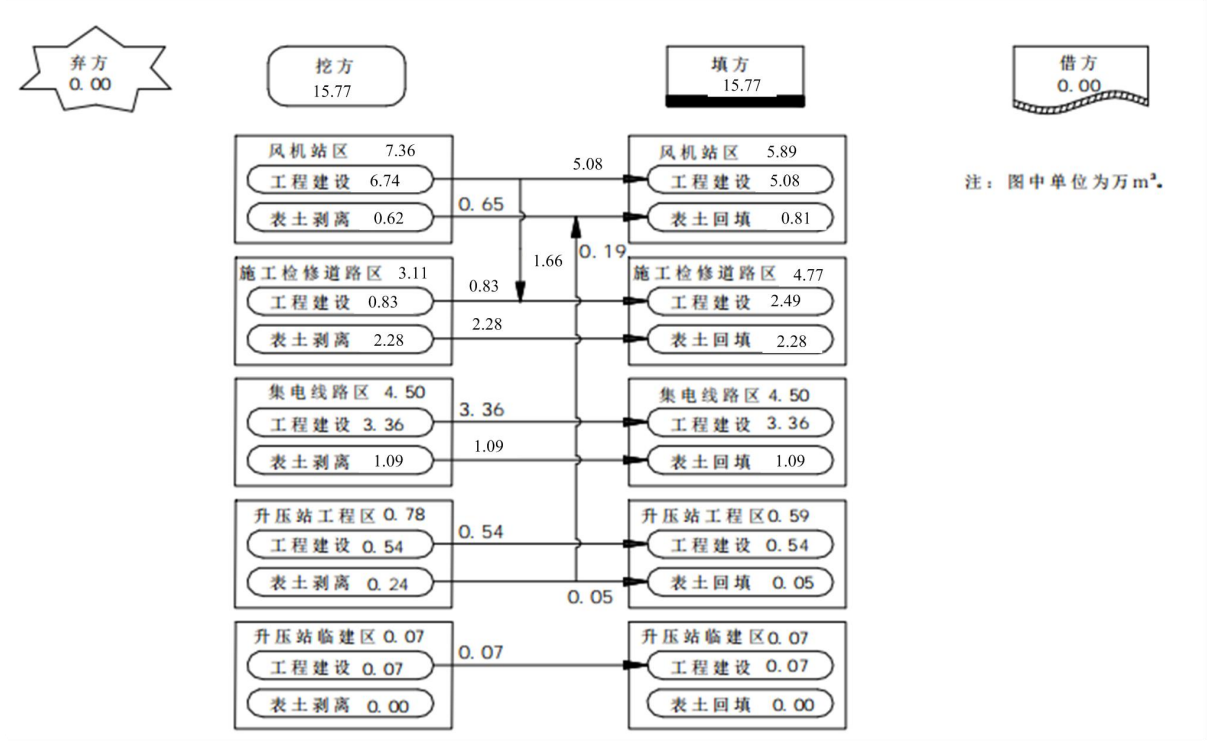 弃方
0.00
挖方
15.77
填方
15.77
借方
0.00
注：图中单位为万m³。
风机站区 7.36
工程建设 6.74
表土剥离 0.62
5.08
0.65
1.66
0.19
风机站区 5.89
工程建设 5.08
表土回填 0.81
施工检修道路区 3.11
工程建设 0.83
表土剥离 2.28
0.83
2.28
施工检修道路区 4.77
工程建设 2.49
表土回填 2.28
集电线路区 4.50
工程建设 3.36
表土剥离 1.09
3.36
1.09
集电线路区 4.50
工程建设 3.36
表土回填 1.09
升压站工程区 0.78
工程建设 0.54
表土剥离 0.24
0.54
0.05
升压站工程区 0.59
工程建设 0.54
表土回填 0.05
升压站临建区 0.07
工程建设 0.07
表土剥离 0.00
0.07
升压站临建区 0.07
工程建设 0.07
表土回填 0.00